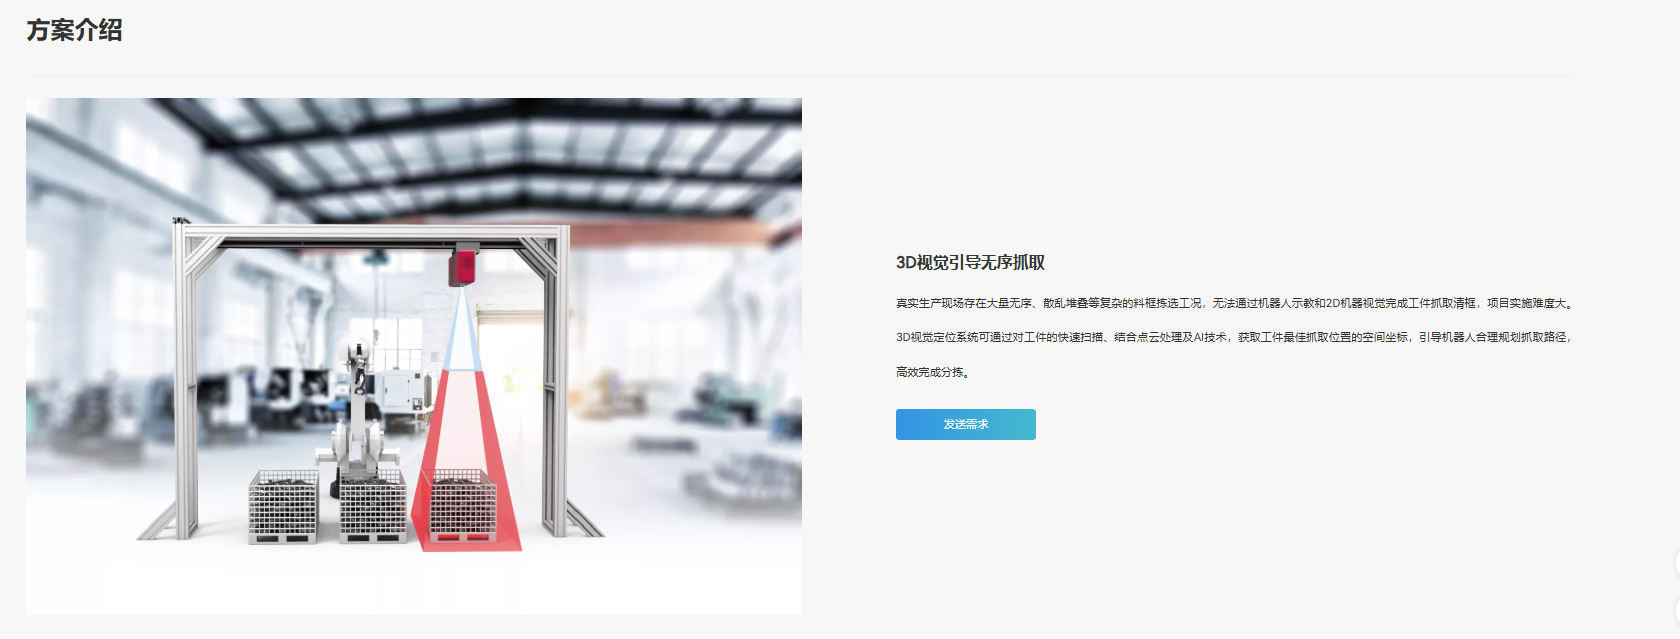 方案介绍
3D视觉引导无序抓取
真实生产现场存在大量无序、散乱堆叠等复杂的料框拣选工况，无法通过机器人示教和2D机器视觉完成工件抓取清框，项目实施难度大。
3D视觉定位系统可通过对工件的快速扫描、结合点云处理及AI技术，获取工件最佳抓取位置的空间坐标，引导机器人合理规划抓取路径，
高效完成分拣。
发送需求